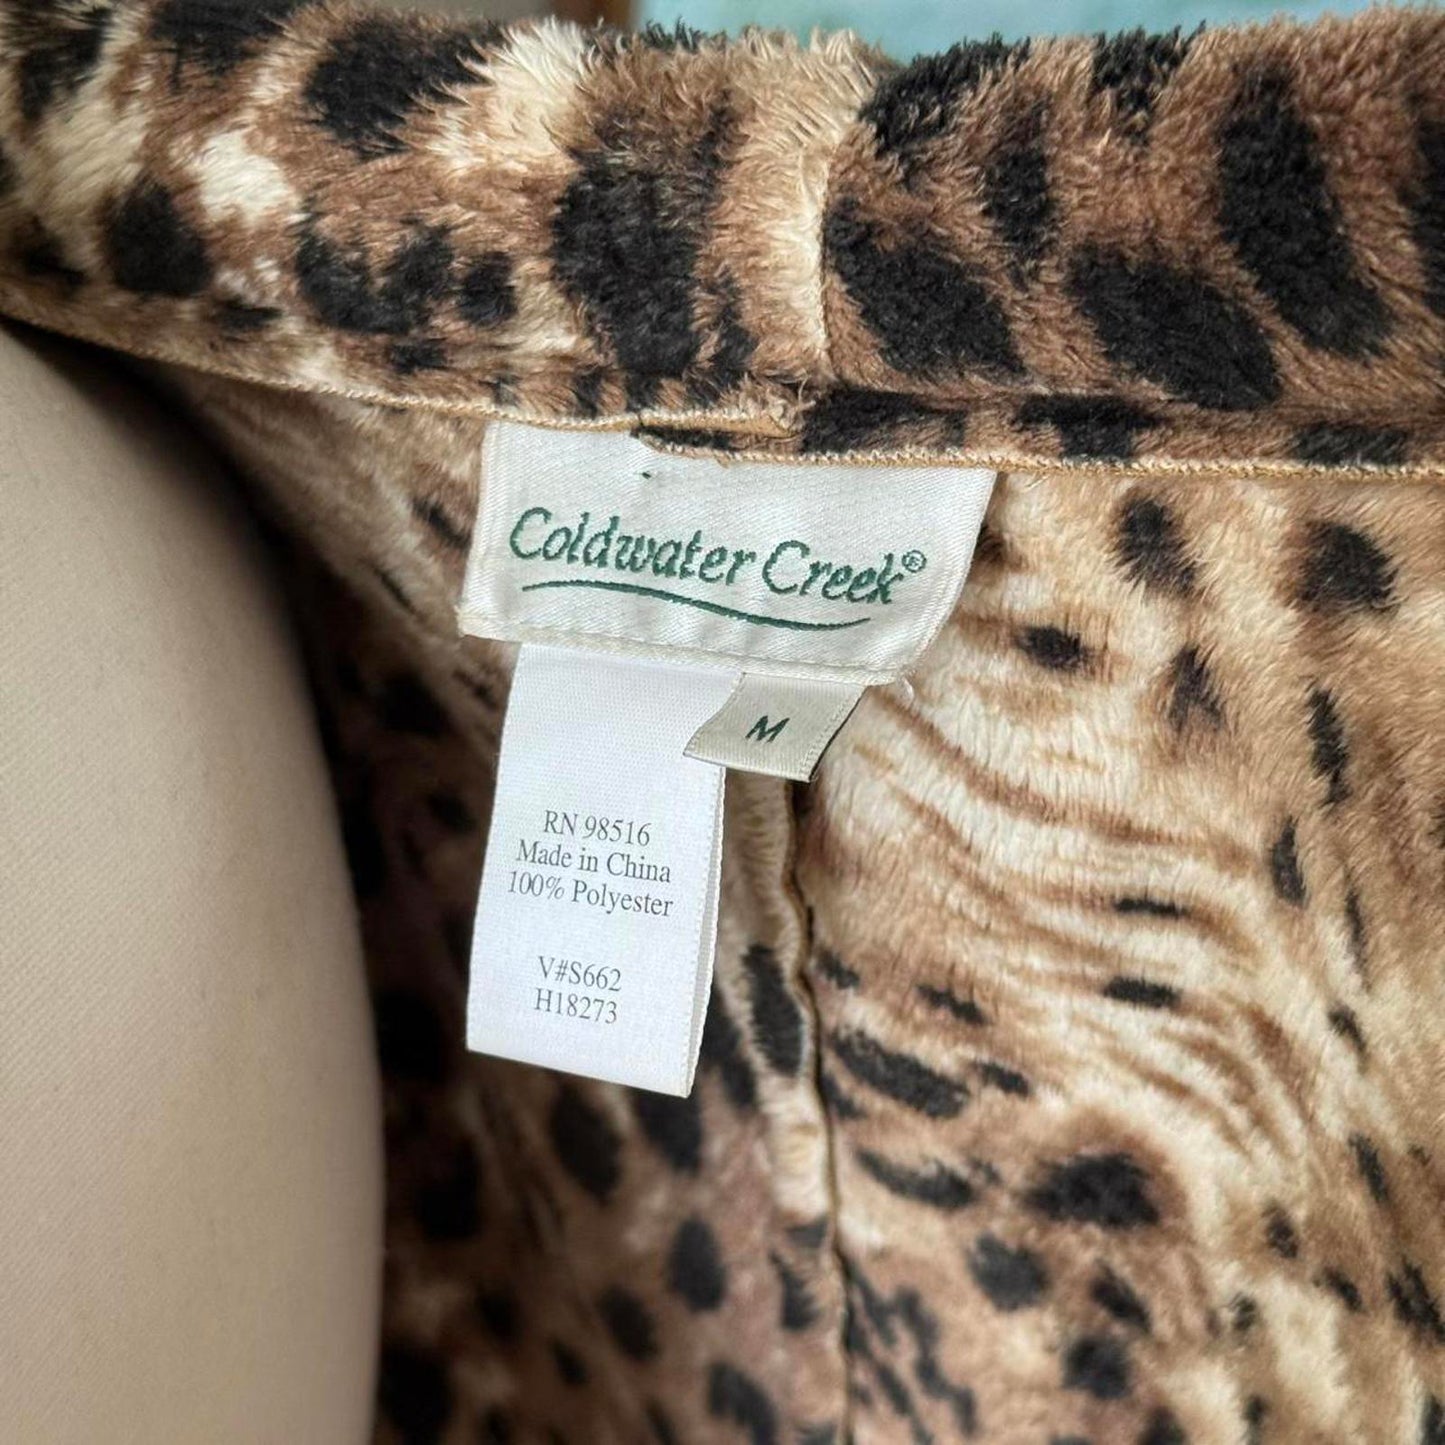 Coldwater Creek®
M
RN 98516
Made in China
100% Polyester
V#S662
H18273